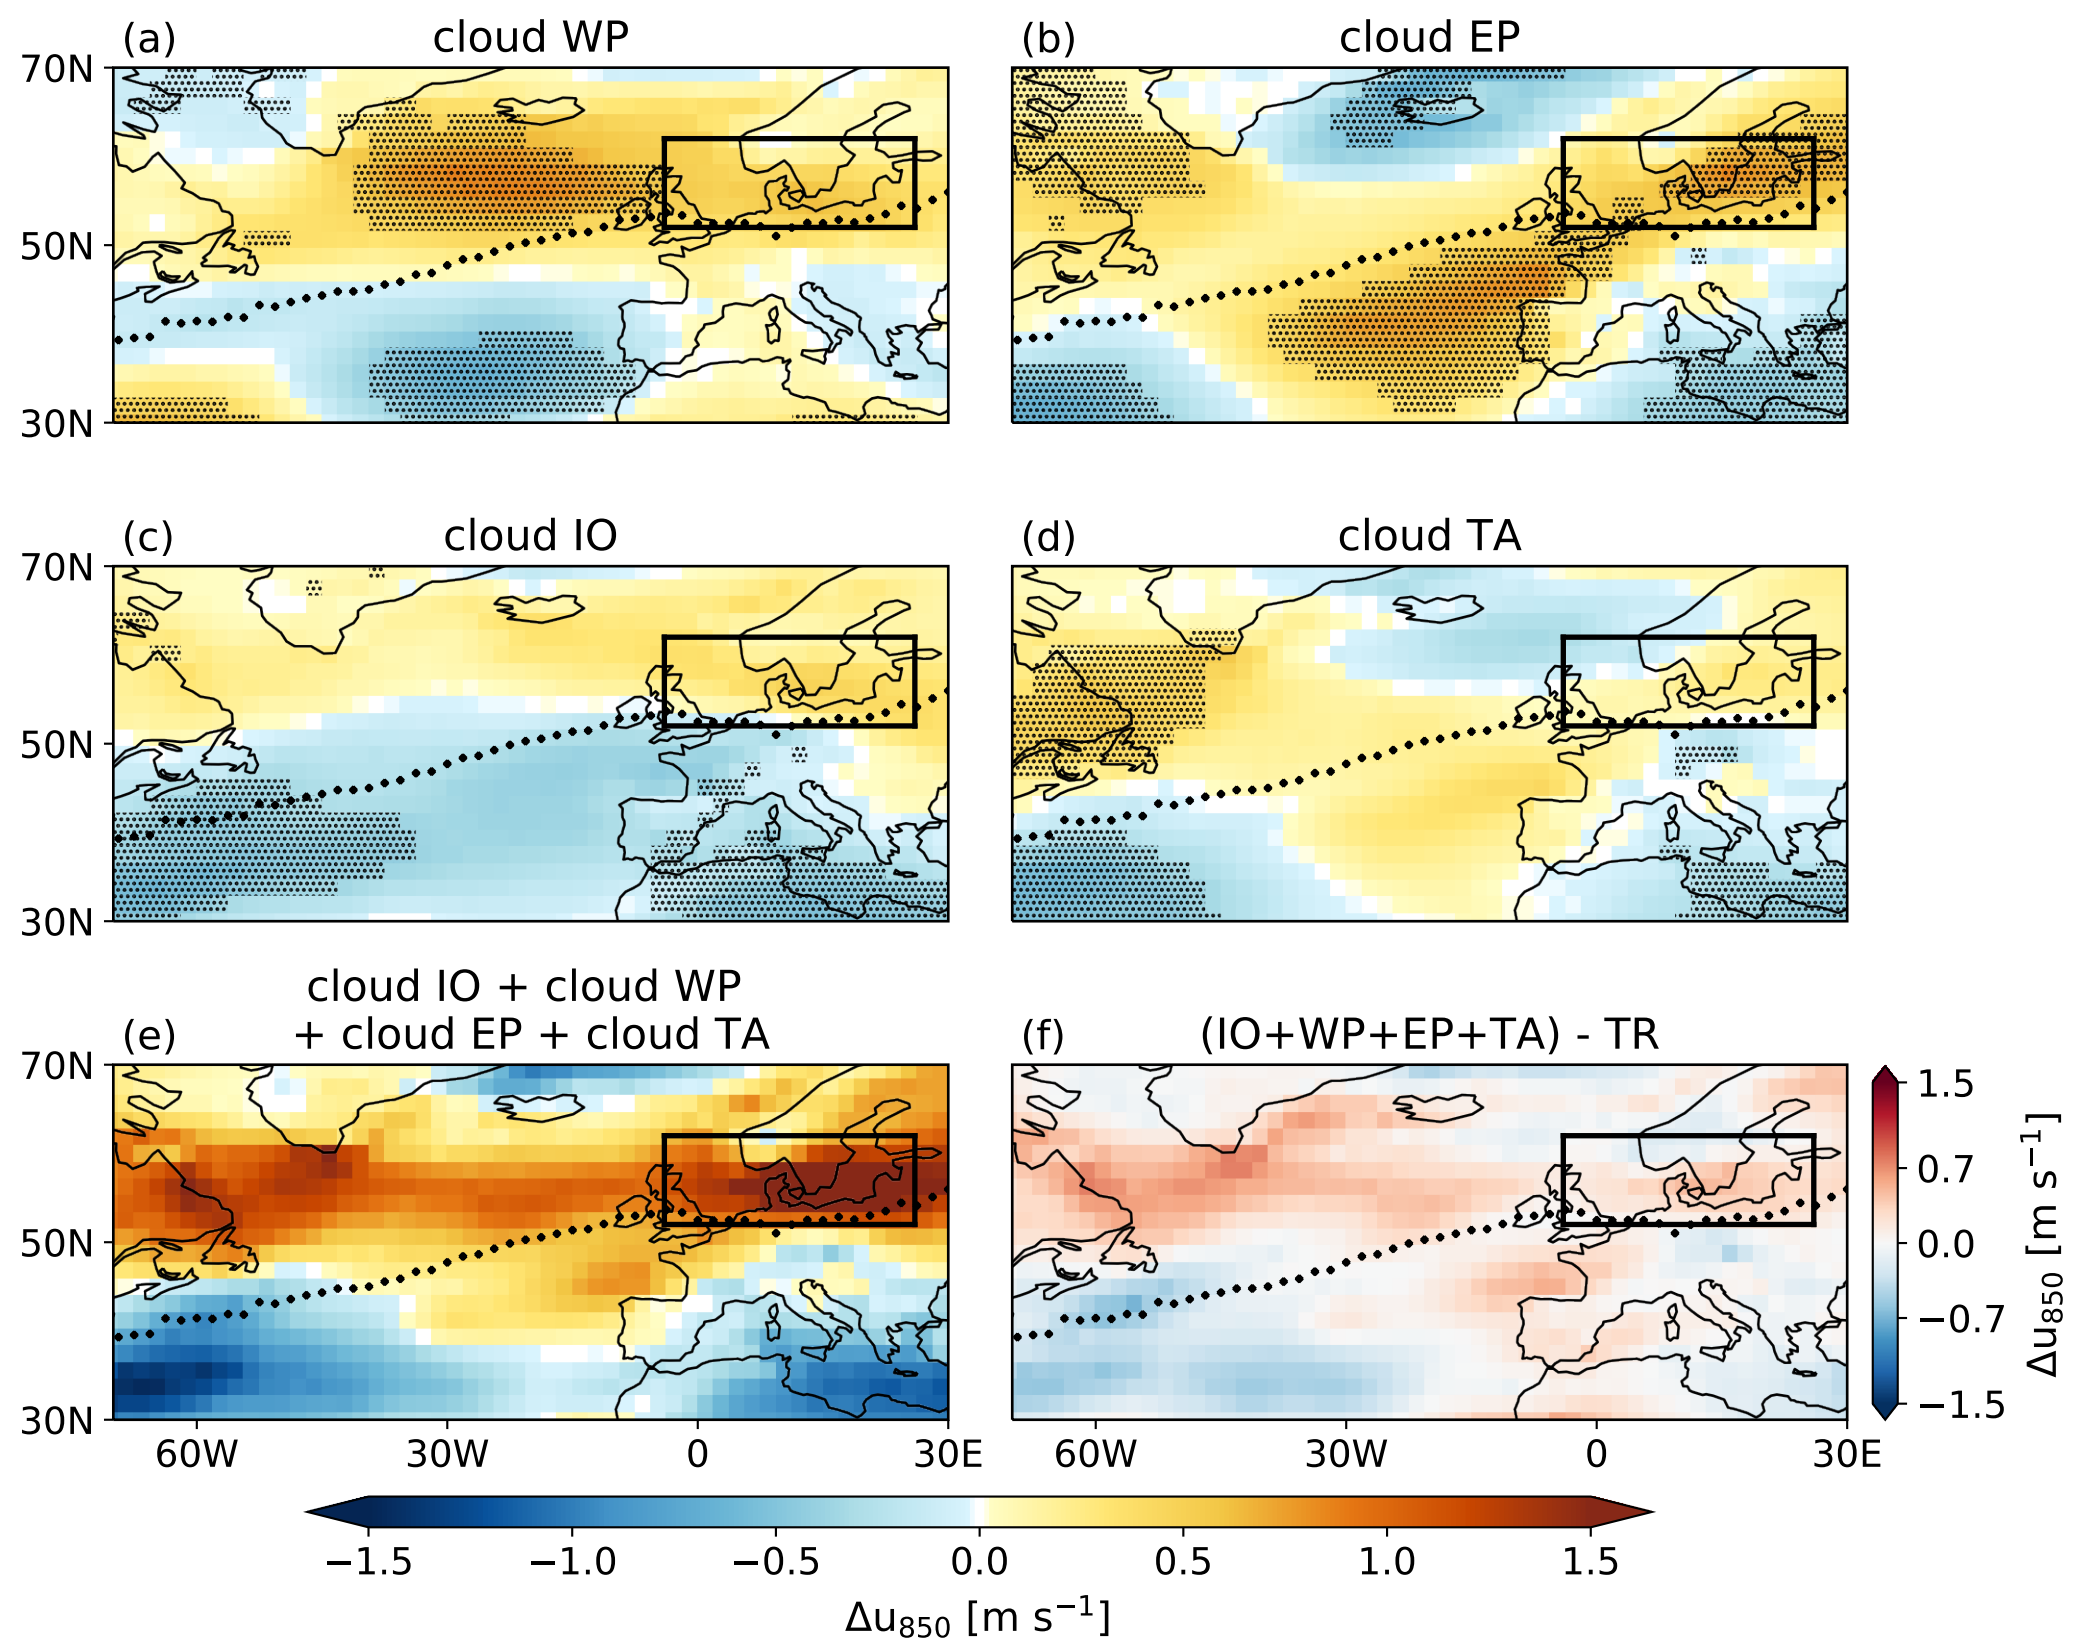 (a) cloud WP
(b) cloud EP
70N
50N
30N
(c) cloud IO
(d) cloud TA
70N
50N
30N
cloud IO + cloud WP
(e) + cloud EP + cloud TA
(f) (IO+WP+EP+TA) - TR
70N
50N
30N
60W 30W 0 30E
60W 30W 0 30E
1.5
0.7
0.0
−0.7
−1.5
Δu850 [m s−1]
−1.5 −1.0 −0.5 0.0 0.5 1.0 1.5
Δu850 [m s−1]